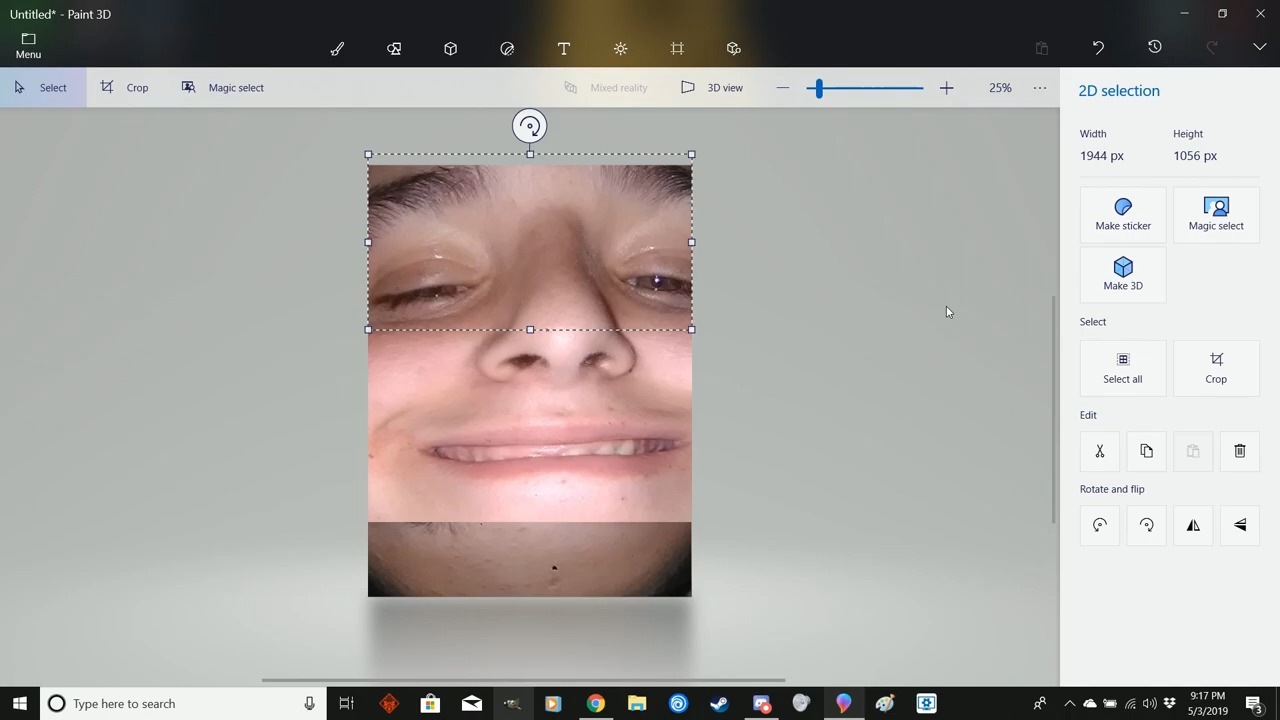 Untitled* - Paint 3D
Menu
Select
Crop
Magic select
Mixed reality
3D view
25%
2D selection
Width
Height
1944 px
1056 px
Make sticker
Magic select
Make 3D
Select
Select all
Crop
Edit
Rotate and flip
Type here to search
9:17 PM
5/3/2019
3